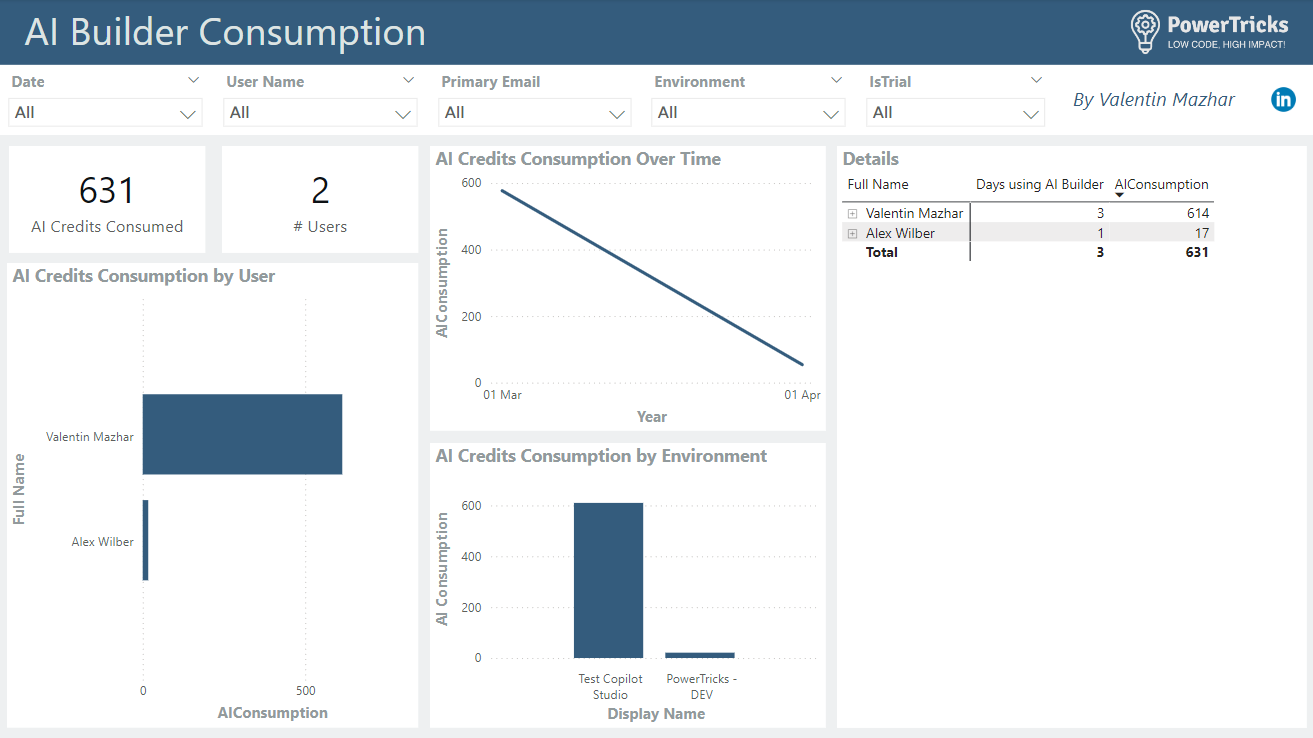 AI Builder Consumption
PowerTricks
LOW CODE, HIGH IMPACT!
Date
User Name
Primary Email
Environment
IsTrial
All
All
All
All
All
By Valentin Mazhar
in
631
AI Credits Consumed
2
# Users
AI Credits Consumption by User
Full Name
Valentin Mazhar
Alex Wilber
0
500
AIConsumption
AI Credits Consumption Over Time
AIConsumption
600
400
200
0
01 Mar
01 Apr
Year
AI Credits Consumption by Environment
AI Consumption
600
400
200
0
Test Copilot
Studio
PowerTricks -
DEV
Display Name
Details
Full Name Days using AI Builder AIConsumption
Valentin Mazhar 3 614
Alex Wilber 1 17
Total 3 631